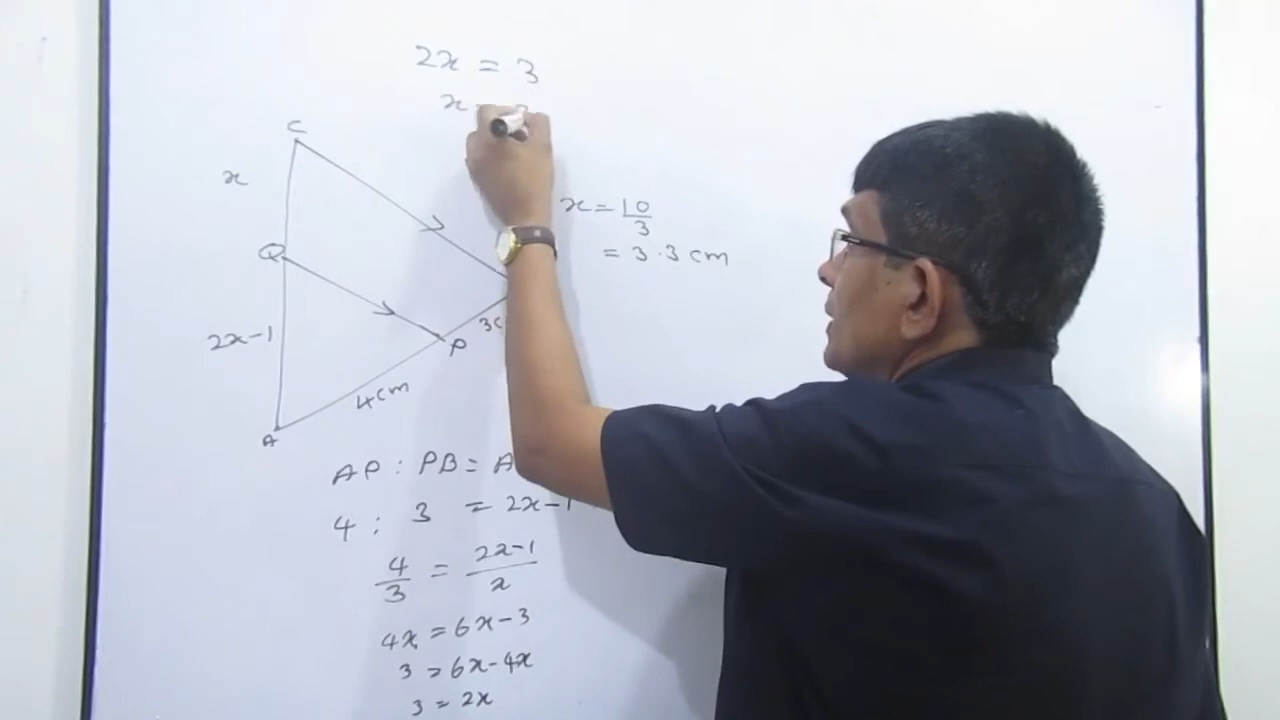 2x = 3
x =
C
x
x = 10/3
= 3.3 cm
Q
2x-1
3c
P
4cm
A
AP : PB = A
4 : 3 = 2x-1
4/3 = 2x-1/x
4x = 6x-3
3 = 6x-4x
3 = 2x